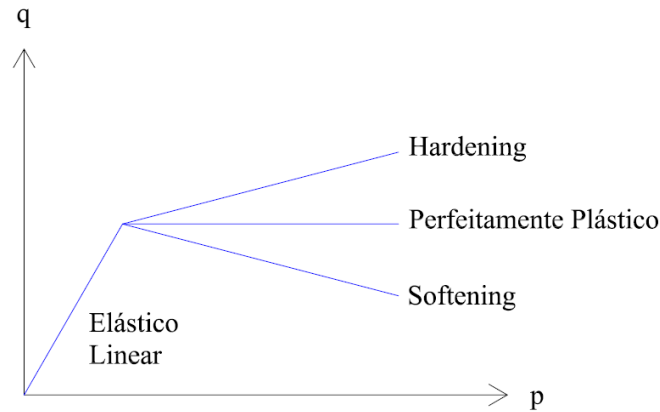 q
Hardening
Perfeitamente Plástico
Softening
Elástico
Linear
p